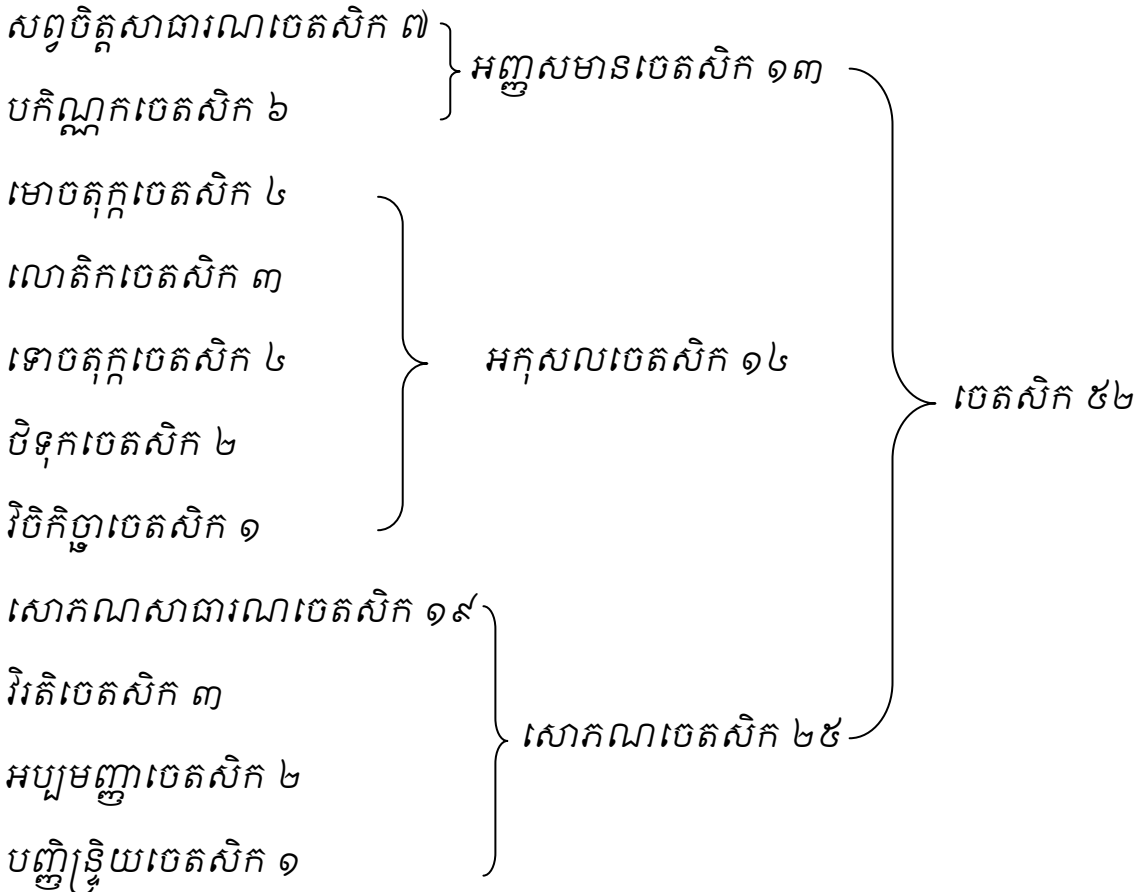 សព្វចិត្តសាធារណចេតសិក ៧
អញ្ញសមានចេតសិក ១៣
បកិណ្ណកចេតសិក ៦
មោចតុក្កចេតសិក ៤
លោតិកចេតសិក ៣
ទោចតុក្កចេតសិក ៤
អកុសលចេតសិក ១៤
ចេតសិក ៥២
ថិទុកចេតសិក ២
វិចិកិច្ឆាចេតសិក ១
សោភណសាធារណចេតសិក ១៩
វិរតិចេតសិក ៣
សោភណចេតសិក ២៥
អប្បមញ្ញាចេតសិក ២
បញ្ញិន្ទ្រិយចេតសិក ១